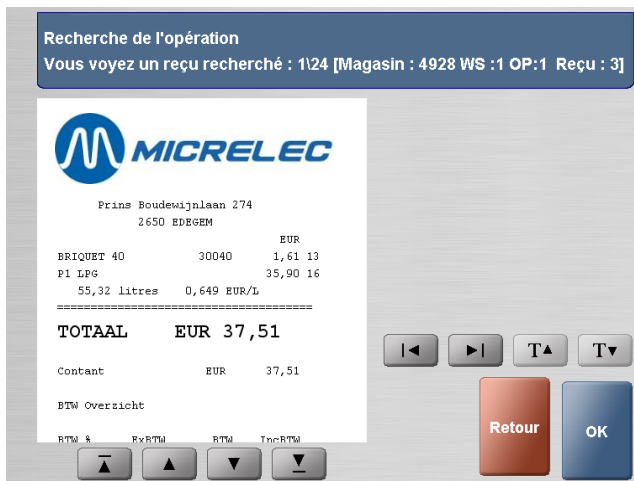 Recherche de l'opération
Vous voyez un reçu recherché : 1\24 [Magasin : 4928 WS :1 OP:1 Reçu : 3]
MICRELEC
Prins Boudewijnlaan 274
2650 EDEGEM
EUR
BRIQUET 40 30040 1,61 13
P1 LPG 35,90 16
55,32 litres 0,649 EUR/L
======================================
TOTAAL EUR 37,51
Contant EUR 37,51
BTW Overzicht
BTW % ExBTW BTW IncBTW
T▲ T▼
Retour
OK